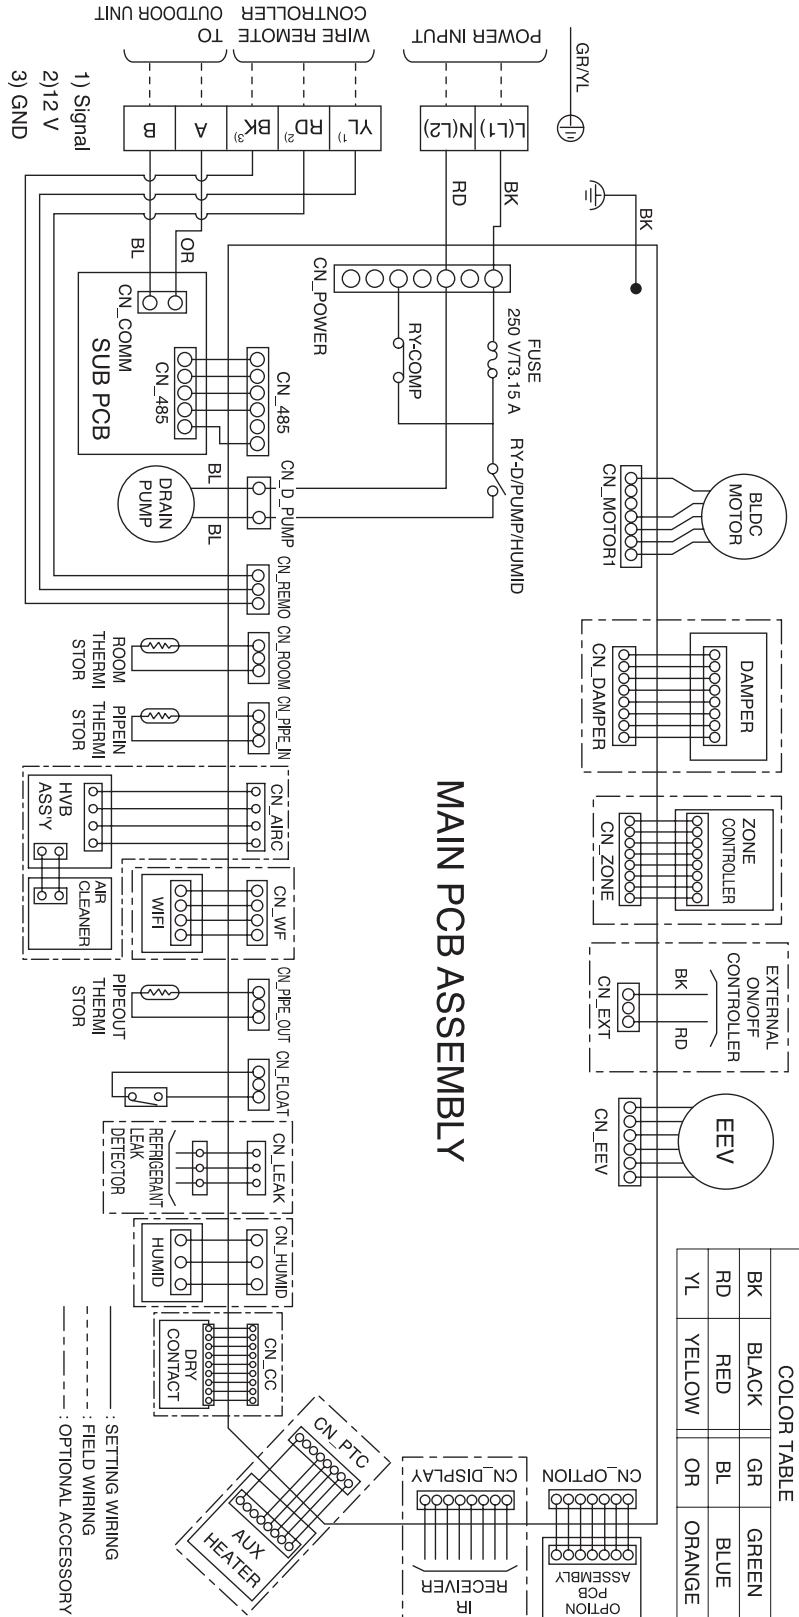 TO
OUTDOOR UNIT
WIRE REMOTE
CONTROLLER
POWER INPUT
GR/YL
B
A
BK 3)
RD 2)
YL 1)
N(L2)
L(L1)
1) Signal
2)12 V
3) GND
BL
OR
RD
BK
BK
CN_POWER
FUSE
250 V/T3.15 A
RY-COMP
RY-D/PUMP/HUMID
CN_COMM
SUB PCB
CN_485
CN_485
BL
BL
DRAIN
PUMP
CN_D_PUMP
CN_REMO
ROOM
THERMI
STOR
CN_ROOM
PIPEIN
THERMI
STOR
CN_PIPE_IN
HVB
ASS'Y
AIR
CLEANER
CN_AIRC
WIFI
CN_WF
PIPEOUT
THERMI
STOR
CN_PIPE_OUT
CN_FLOAT
REFRIGERANT
LEAK
DETECTOR
CN_LEAK
HUMID
CN_HUMID
DRY
CONTACT
CN_CC
CN_PTC
AUX
HEATER
CN_DISPLAY
IR
RECEIVER
CN_OPTION
OPTION
PCB
ASSEMBLY
MAIN PCB ASSEMBLY
BLDC
MOTOR
CN_MOTOR1
DAMPER
CN_DAMPER
ZONE
CONTROLLER
CN_ZONE
EXTERNAL
ON/OFF
CONTROLLER
BK
RD
CN_EXT
EEV
CN_EEV
COLOR TABLE
BK BLACK GR GREEN
RD RED BL BLUE
YL YELLOW OR ORANGE
: SETTING WIRING
: FIELD WIRING
: OPTIONAL ACCESSORY